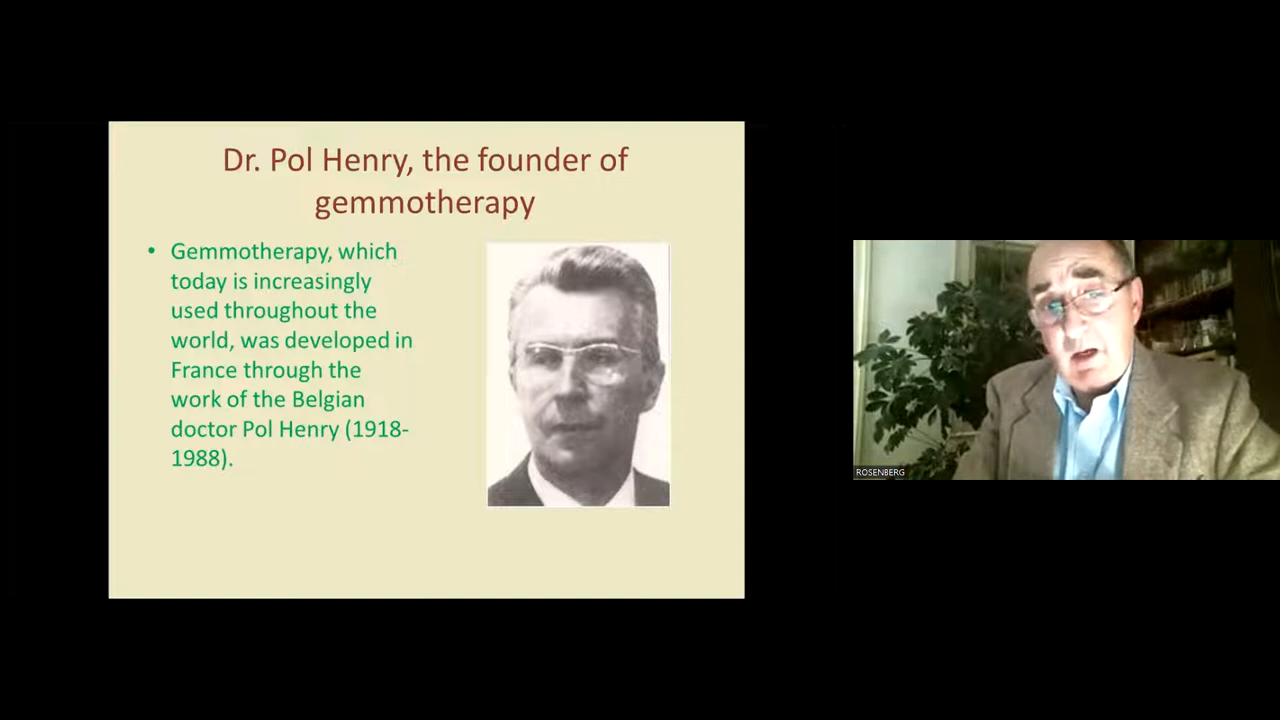 Dr. Pol Henry, the founder of
gemmotherapy
• Gemmotherapy, which
today is increasingly
used throughout the
world, was developed in
France through the
work of the Belgian
doctor Pol Henry (1918-
1988).
ROSENBERG